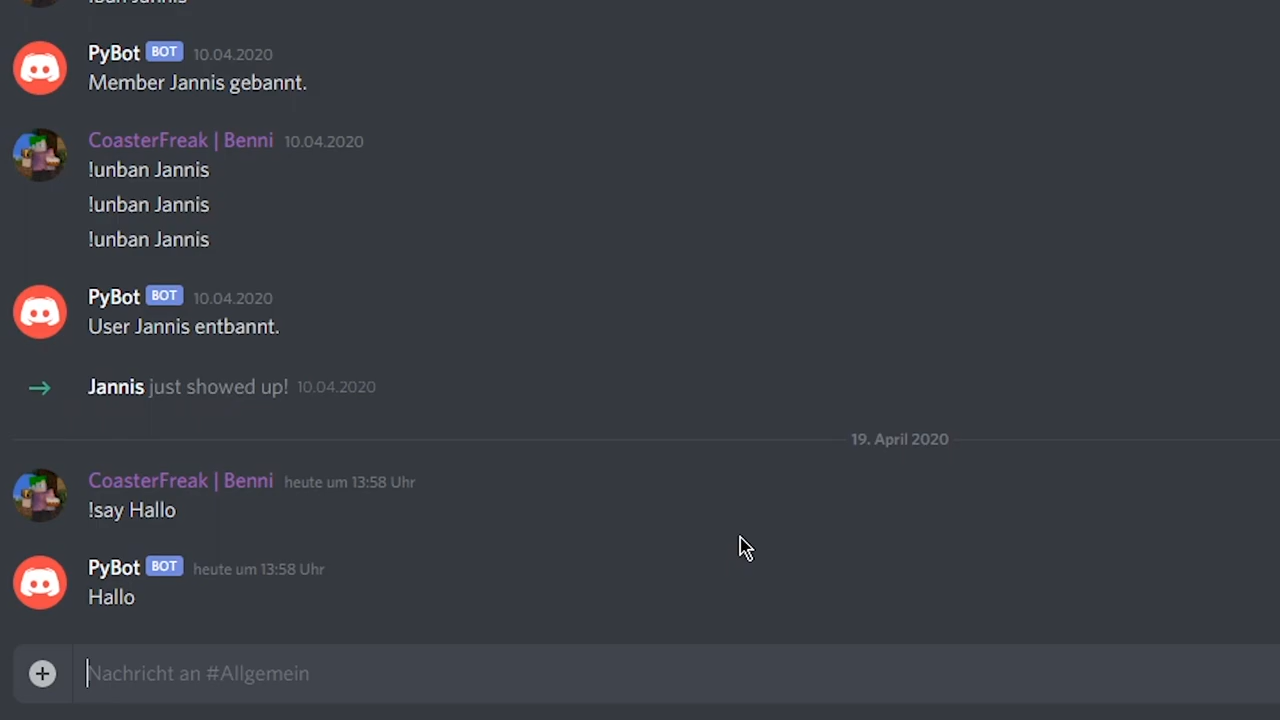 !ban Jannis
PyBot BOT 10.04.2020
Member Jannis gebannt.
CoasterFreak | Benni 10.04.2020
!unban Jannis
!unban Jannis
!unban Jannis
PyBot BOT 10.04.2020
User Jannis entbannt.
Jannis just showed up! 10.04.2020
19. April 2020
CoasterFreak | Benni heute um 13:58 Uhr
!say Hallo
PyBot BOT heute um 13:58 Uhr
Hallo
Nachricht an #Allgemein